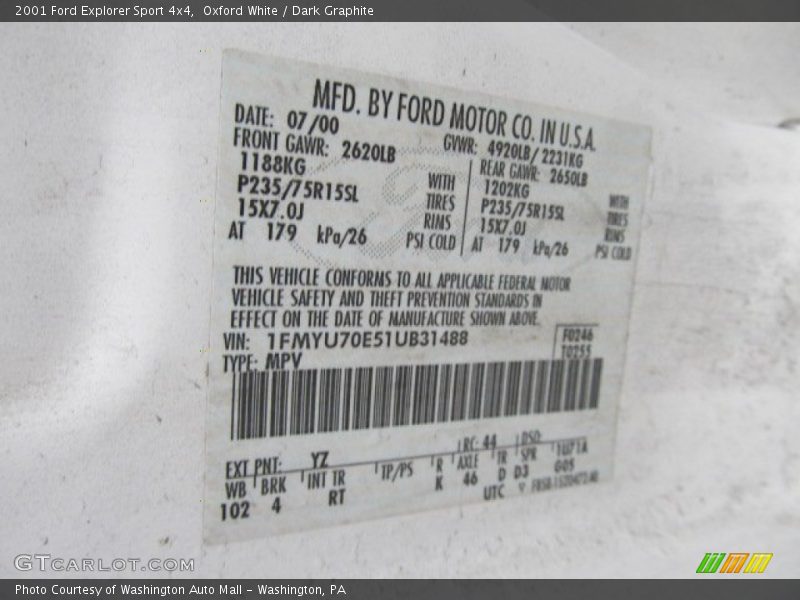 2001 Ford Explorer Sport 4x4, Oxford White / Dark Graphite
MFD. BY FORD MOTOR CO. IN U.S.A.
DATE: 07/00 GVWR: 4920LB/ 2231KG
FRONT GAWR: 2620LB REAR GAWR: 2650LB
1188KG WITH 1202KG WITH
P235/75R15SL TIRES P235/75R15SL TIRES
15X7.0J RIMS 15X7.0J RIMS
AT 179 kPa/26 PSI COLD AT 179 kPa/26 PSI COLD
THIS VEHICLE CONFORMS TO ALL APPLICABLE FEDERAL MOTOR
VEHICLE SAFETY AND THEFT PREVENTION STANDARDS IN
EFFECT ON THE DATE OF MANUFACTURE SHOWN ABOVE.
VIN: 1FMYU70E51UB31488 F0246
TYPE: MPV T0255
EXT PNT: YZ RC: 44 DSO:
WB BRK INT TR TP/PS R AXLE TR SPR
102 4 RT K 46 D D3 G05
UTC
GTCARLOT.COM
Photo Courtesy of Washington Auto Mall - Washington, PA